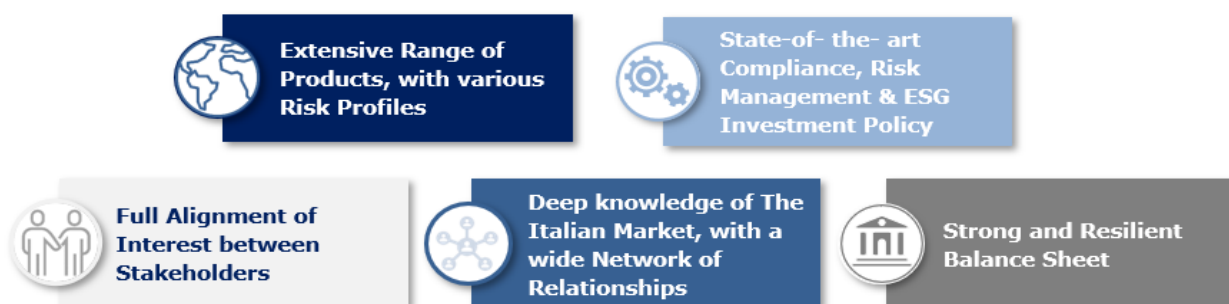 Extensive Range of
Products, with various
Risk Profiles
State-of- the- art
Compliance, Risk
Management & ESG
Investment Policy
Full Alignment of
Interest between
Stakeholders
Deep knowledge of The
Italian Market, with a
wide Network of
Relationships
Strong and Resilient
Balance Sheet